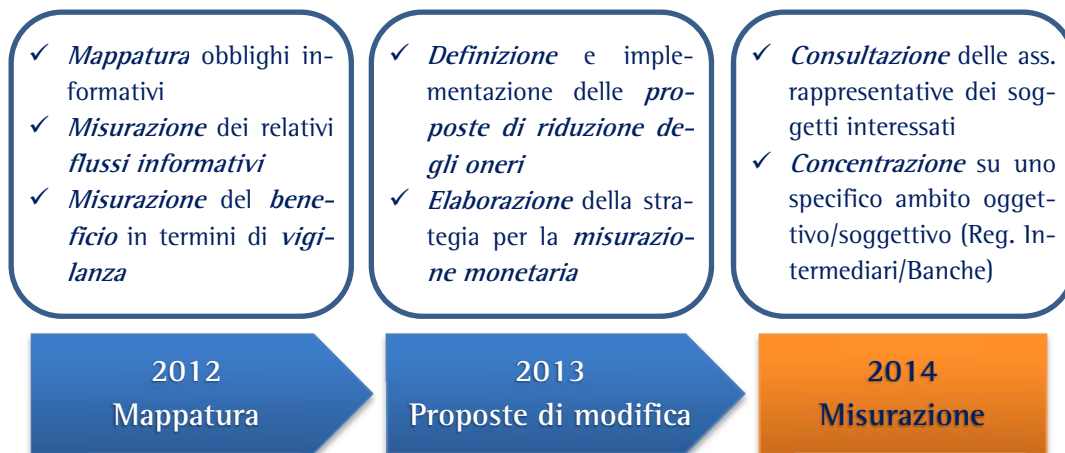 ✓ Mappatura obblighi in-
formativi
✓ Misurazione dei relativi
flussi informativi
✓ Misurazione del bene-
ficio in termini di vigi-
lanza
✓ Definizione e imple-
mentazione delle pro-
poste di riduzione de-
gli oneri
✓ Elaborazione della stra-
tegia per la misurazio-
ne monetaria
✓ Consultazione delle ass.
rappresentative dei sog-
getti interessati
✓ Concentrazione su uno
specifico ambito ogget-
tivo/soggettivo (Reg. In-
termediari/Banche)
2012
Mappatura
2013
Proposte di modifica
2014
Misurazione